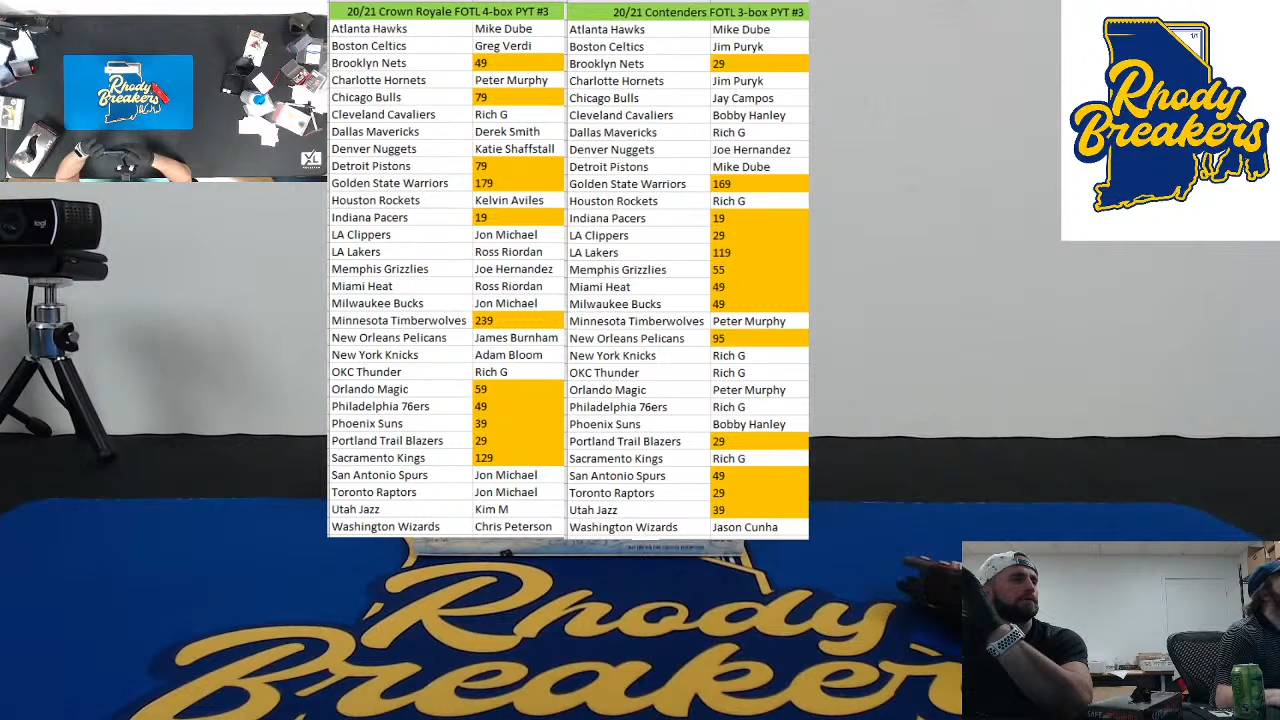 20/21 Crown Royale FOTL 4-box PYT #3
Atlanta Hawks Mike Dube
Boston Celtics Greg Verdi
Brooklyn Nets 49
Charlotte Hornets Peter Murphy
Chicago Bulls 79
Cleveland Cavaliers Rich G
Dallas Mavericks Derek Smith
Denver Nuggets Katie Shaffstall
Detroit Pistons 79
Golden State Warriors 179
Houston Rockets Kelvin Aviles
Indiana Pacers 19
LA Clippers Jon Michael
LA Lakers Ross Riordan
Memphis Grizzlies Joe Hernandez
Miami Heat Ross Riordan
Milwaukee Bucks Jon Michael
Minnesota Timberwolves 239
New Orleans Pelicans James Burnham
New York Knicks Adam Bloom
OKC Thunder Rich G
Orlando Magic 59
Philadelphia 76ers 49
Phoenix Suns 39
Portland Trail Blazers 29
Sacramento Kings 129
San Antonio Spurs Jon Michael
Toronto Raptors Jon Michael
Utah Jazz Kim M
Washington Wizards Chris Peterson
20/21 Contenders FOTL 3-box PYT #3
Atlanta Hawks Mike Dube
Boston Celtics Jim Puryk
Brooklyn Nets 29
Charlotte Hornets Jim Puryk
Chicago Bulls Jay Campos
Cleveland Cavaliers Bobby Hanley
Dallas Mavericks Rich G
Denver Nuggets Joe Hernandez
Detroit Pistons Mike Dube
Golden State Warriors 169
Houston Rockets Rich G
Indiana Pacers 19
LA Clippers 29
LA Lakers 119
Memphis Grizzlies 55
Miami Heat 49
Milwaukee Bucks 49
Minnesota Timberwolves Peter Murphy
New Orleans Pelicans 95
New York Knicks Rich G
OKC Thunder Rich G
Orlando Magic Peter Murphy
Philadelphia 76ers Rich G
Phoenix Suns Bobby Hanley
Portland Trail Blazers 29
Sacramento Kings Rich G
San Antonio Spurs 49
Toronto Raptors 29
Utah Jazz 39
Washington Wizards Jason Cunha
Rhody
Breakers
XL
logi
1/1
Rhody
Breakers
Rhody
Breakers